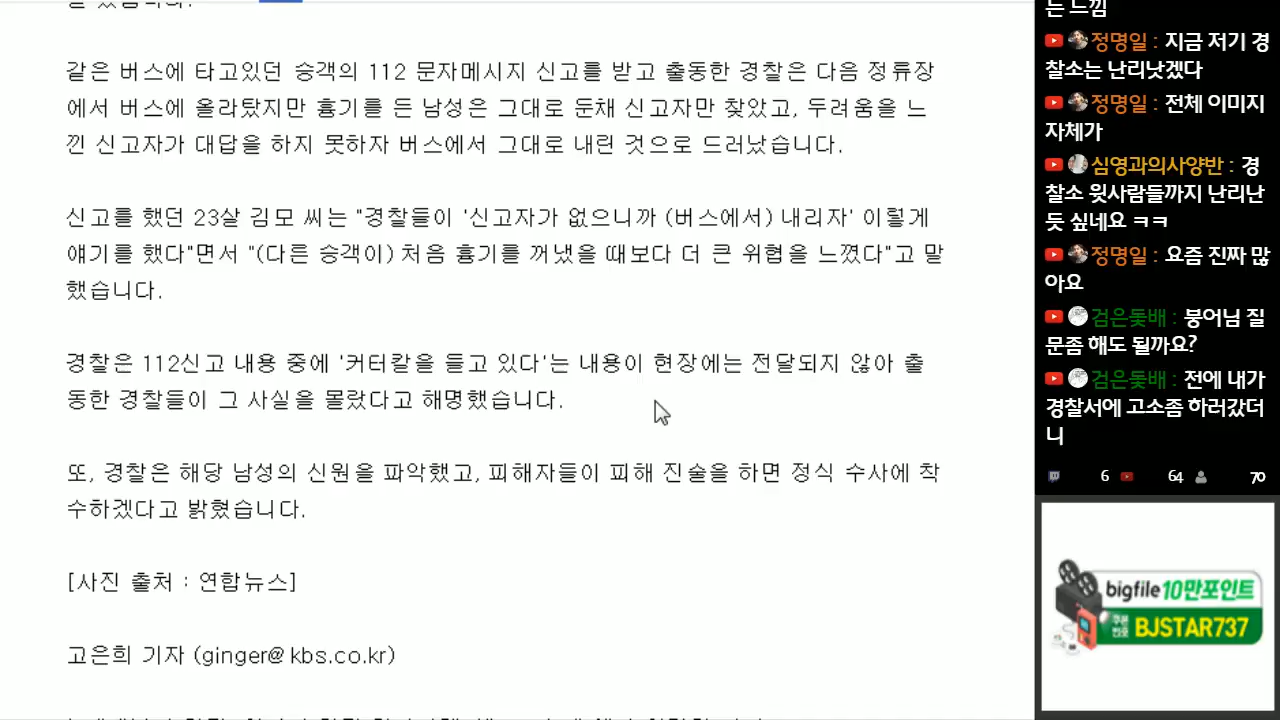 같은 버스에 타고있던 승객의 112 문자메시지 신고를 받고 출동한 경찰은 다음 정류장
에서 버스에 올라탔지만 흉기를 든 남성은 그대로 둔채 신고자만 찾았고, 두려움을 느
낀 신고자가 대답을 하지 못하자 버스에서 그대로 내린 것으로 드러났습니다.
신고를 했던 23살 김모 씨는 "경찰들이 '신고자가 없으니까 (버스에서) 내리자' 이렇게
얘기를 했다"면서 "(다른 승객이) 처음 흉기를 꺼냈을 때보다 더 큰 위협을 느꼈다"고 말
했습니다.
경찰은 112신고 내용 중에 '커터칼을 들고 있다'는 내용이 현장에는 전달되지 않아 출
동한 경찰들이 그 사실을 몰랐다고 해명했습니다.
또, 경찰은 해당 남성의 신원을 파악했고, 피해자들이 피해 진술을 하면 정식 수사에 착
수하겠다고 밝혔습니다.
[사진 출처 : 연합뉴스]
고은희 기자 (ginger@kbs.co.kr)
는 느낌
정명일 : 지금 저기 경
찰소는 난리낫겠다
정명일 : 전체 이미지
자체가
심영과의사양반 : 경
찰소 윗사람들까지 난리난
듯 싶네요 ㅋㅋ
정명일 : 요즘 진짜 많
아요
검은돛배 : 붕어님 질
문좀 해도 될까요?
검은돛배 : 전에 내가
경찰서에 고소좀 하러갔더
니
6 64 70
bigfile 10만포인트
쿠폰
번호 BJSTAR737